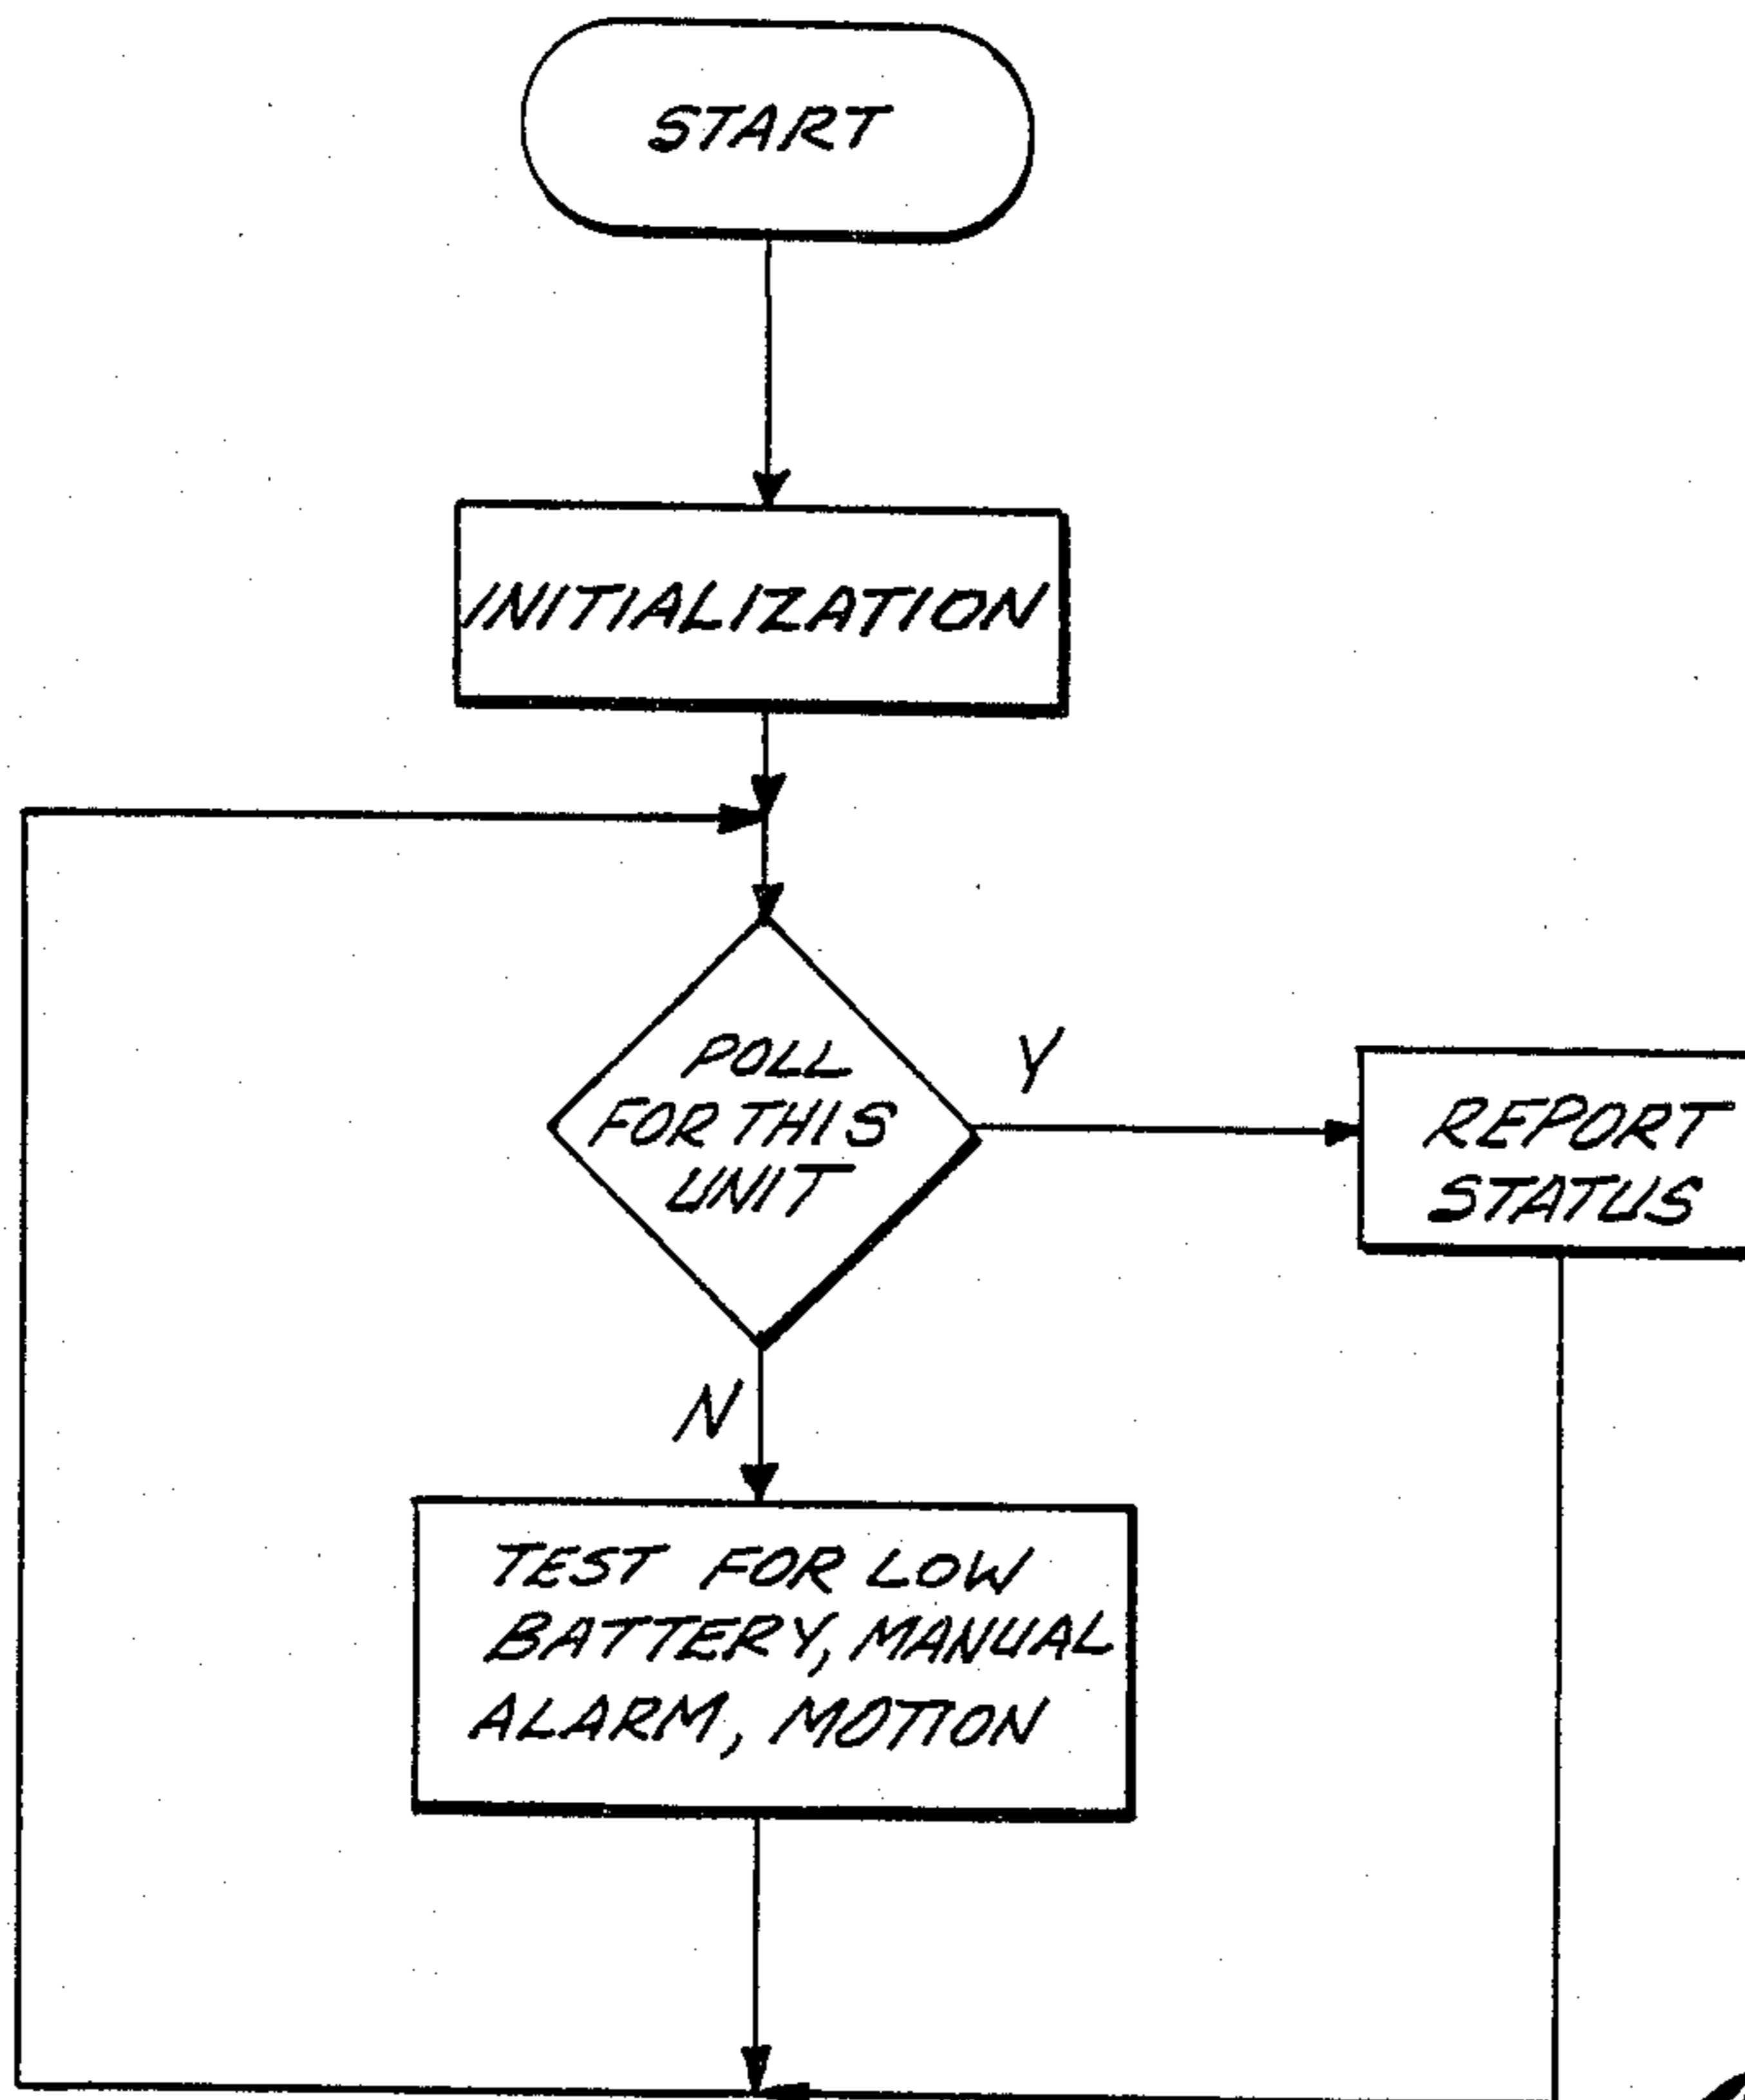 START
INITIALIZATION
POLL
FOR THIS
UNIT
Y
REPORT
STATUS
N
TEST FOR LOW
BATTERY, MANUAL
ALARM, MOTION